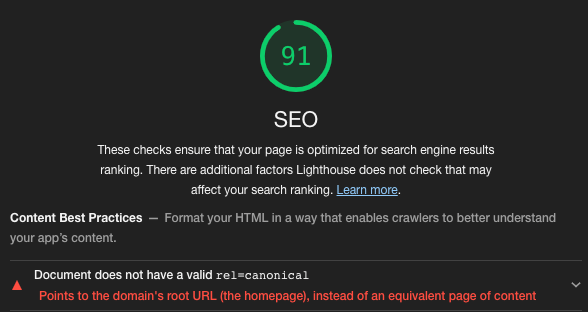 91
SEO
These checks ensure that your page is optimized for search engine results
ranking. There are additional factors Lighthouse does not check that may
affect your search ranking. Learn more.
Content Best Practices — Format your HTML in a way that enables crawlers to better understand
your app's content.
Document does not have a valid rel=canonical
Points to the domain's root URL (the homepage), instead of an equivalent page of content